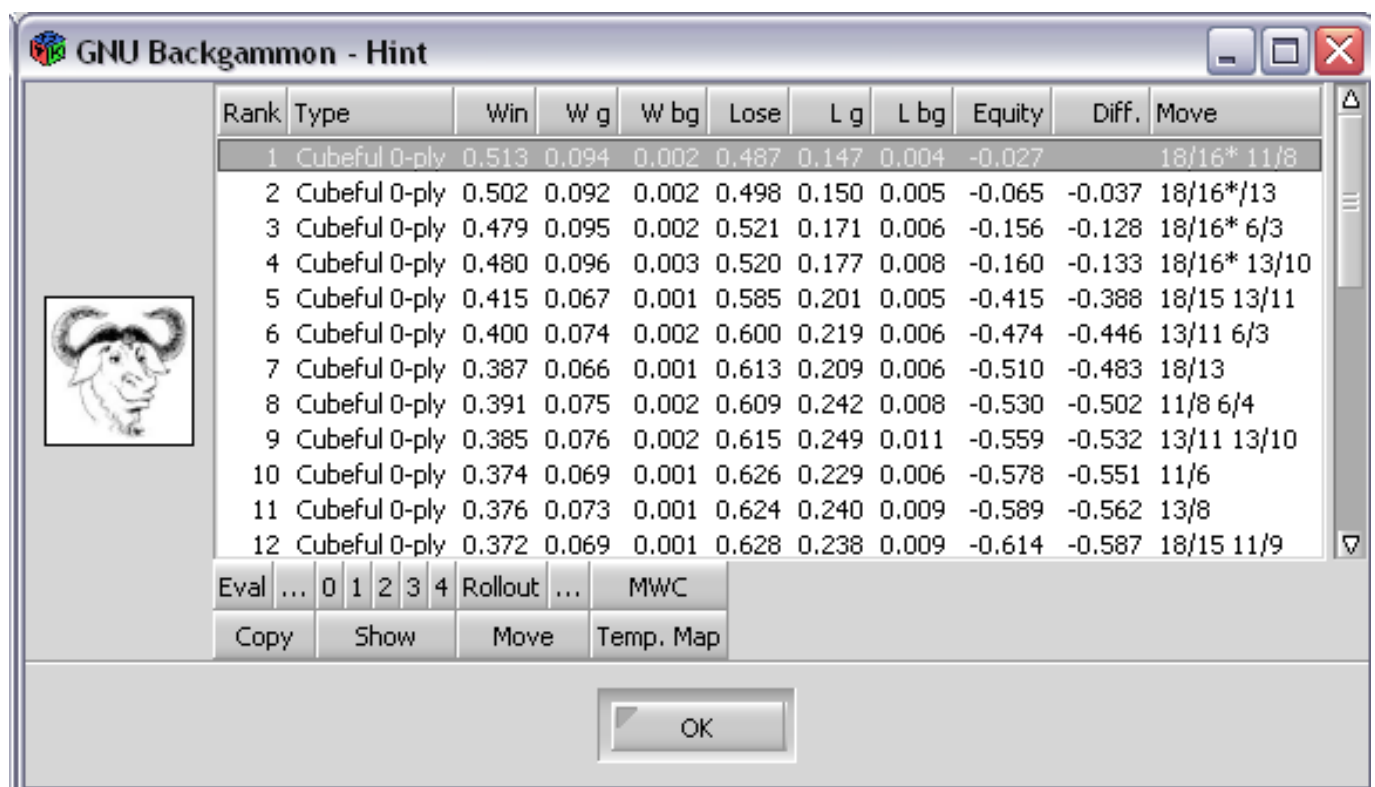 GNU Backgammon - Hint
Rank Type Win W g W bg Lose L g L bg Equity Diff. Move
1 Cubeful 0-ply 0.513 0.094 0.002 0.487 0.147 0.004 -0.027 18/16* 11/8
2 Cubeful 0-ply 0.502 0.092 0.002 0.498 0.150 0.005 -0.065 -0.037 18/16*/13
3 Cubeful 0-ply 0.479 0.095 0.002 0.521 0.171 0.006 -0.156 -0.128 18/16* 6/3
4 Cubeful 0-ply 0.480 0.096 0.003 0.520 0.177 0.008 -0.160 -0.133 18/16* 13/10
5 Cubeful 0-ply 0.415 0.067 0.001 0.585 0.201 0.005 -0.415 -0.388 18/15 13/11
6 Cubeful 0-ply 0.400 0.074 0.002 0.600 0.219 0.006 -0.474 -0.446 13/11 6/3
7 Cubeful 0-ply 0.387 0.066 0.001 0.613 0.209 0.006 -0.510 -0.483 18/13
8 Cubeful 0-ply 0.391 0.075 0.002 0.609 0.242 0.008 -0.530 -0.502 11/8 6/4
9 Cubeful 0-ply 0.385 0.076 0.002 0.615 0.249 0.011 -0.559 -0.532 13/11 13/10
10 Cubeful 0-ply 0.374 0.069 0.001 0.626 0.229 0.006 -0.578 -0.551 11/6
11 Cubeful 0-ply 0.376 0.073 0.001 0.624 0.240 0.009 -0.589 -0.562 13/8
12 Cubeful 0-ply 0.372 0.069 0.001 0.628 0.238 0.009 -0.614 -0.587 18/15 11/9
Eval ... 0 1 2 3 4 Rollout ... MWC
Copy Show Move Temp. Map
OK